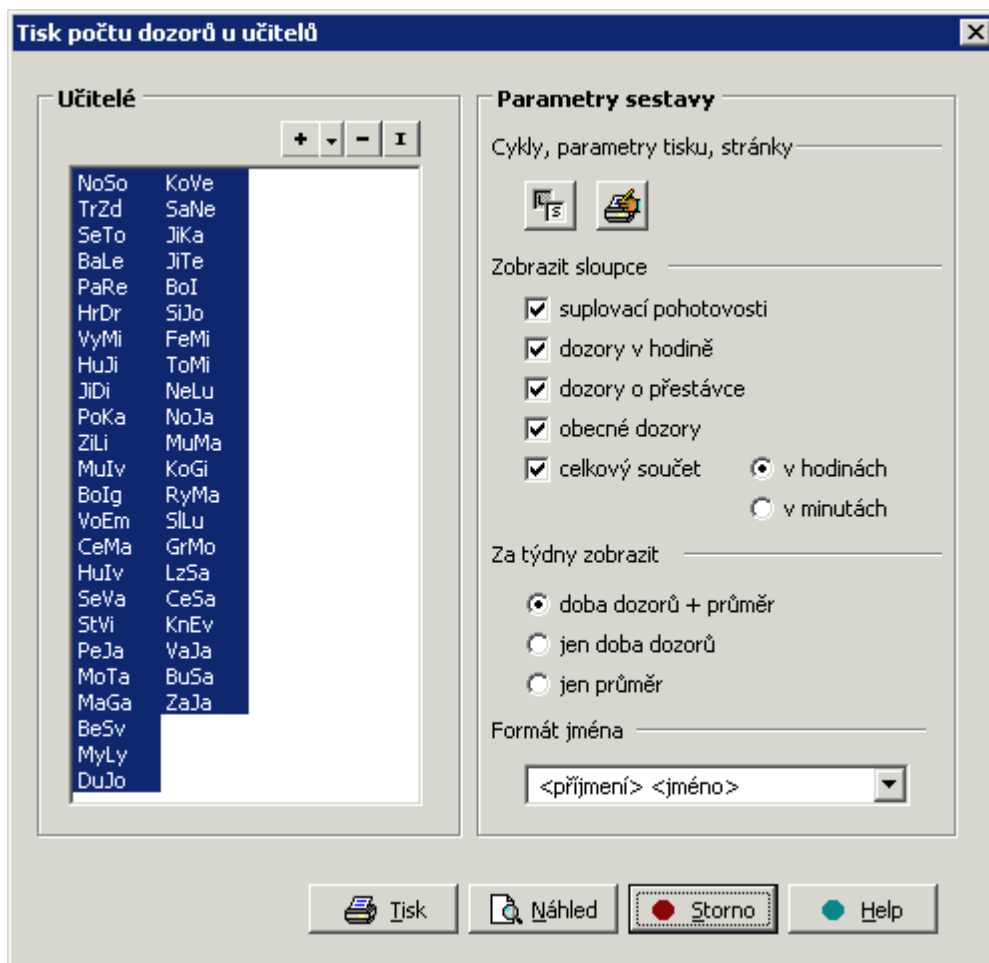 Tisk počtu dozorů u učitelů
Učitelé
NoSo KoVe
TrZd SaNe
SeTo JiKa
BaLe JiTe
PaRe BoI
HrDr SiJo
VyMi FeMi
HuJi ToMi
JiDi NeLu
PoKa NoJa
ZiLi MuMa
MuIv KoGi
BoIg RyMa
VoEm SlLu
CeMa GrMo
HuIv LzSa
SeVa CeSa
StVi KnEv
PeJa VaJa
MoTa BuSa
MaGa ZaJa
BeSv
MyLy
DuJo
Parametry sestavy
Cykly, parametry tisku, stránky
Zobrazit sloupce
suplovací pohotovosti
dozory v hodině
dozory o přestávce
obecné dozory
celkový součet v hodinách
v minutách
Za týdny zobrazit
doba dozorů + průměr
jen doba dozorů
jen průměr
Formát jména
<příjmení> <jméno>
Tisk Náhled Storno Help